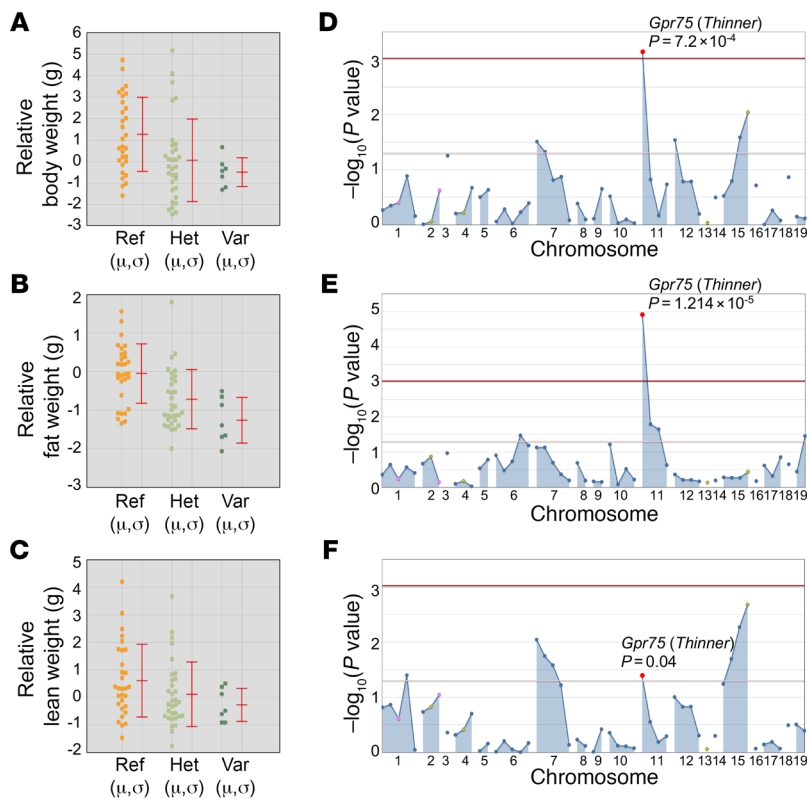 A
Relative
body weight (g)
6
5
4
3
2
1
0
-1
-2
-3
Ref
Het
Var
(μ,σ)
(μ,σ)
(μ,σ)
D
Gpr75 (Thinner)
P = 7.2 × 10-4
–log10(P value)
3
2
1
0
1
2
3
4
5
6
7
8
9
10
11
12
13
14
15
16
17
18
19
Chromosome
B
Relative
fat weight (g)
2
1
0
-1
-2
-3
Ref
Het
Var
(μ,σ)
(μ,σ)
(μ,σ)
E
Gpr75 (Thinner)
P = 1.214 × 10-5
–log10(P value)
5
4
3
2
1
0
1
2
3
4
5
6
7
8
9
10
11
12
13
14
15
16
17
18
19
Chromosome
C
Relative
lean weight (g)
5
4
3
2
1
0
-1
-2
Ref
Het
Var
(μ,σ)
(μ,σ)
(μ,σ)
F
Gpr75 (Thinner)
P = 0.04
–log10(P value)
3
2
1
0
1
2
3
4
5
6
7
8
9
10
11
12
13
14
15
16
17
18
19
Chromosome